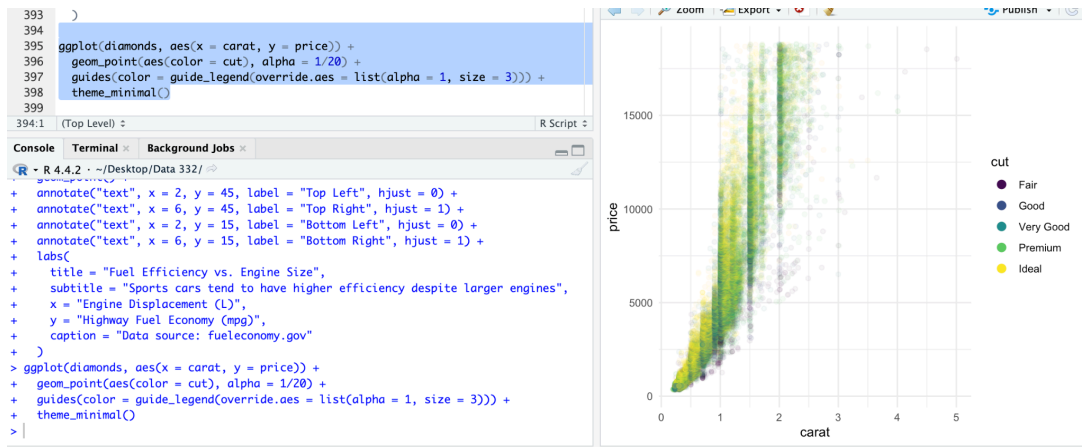 393 )
394
395 ggplot(diamonds, aes(x = carat, y = price)) +
396 geom_point(aes(color = cut), alpha = 1/20) +
397 guides(color = guide_legend(override.aes = list(alpha = 1, size = 3))) +
398 theme_minimal()
399
394:1 (Top Level) R Script
Console Terminal × Background Jobs ×
R 4.4.2 · ~/Desktop/Data 332/
+ geom_point() +
+ annotate("text", x = 2, y = 45, label = "Top Left", hjust = 0) +
+ annotate("text", x = 6, y = 45, label = "Top Right", hjust = 1) +
+ annotate("text", x = 2, y = 15, label = "Bottom Left", hjust = 0) +
+ annotate("text", x = 6, y = 15, label = "Bottom Right", hjust = 1) +
+ labs(
+ title = "Fuel Efficiency vs. Engine Size",
+ subtitle = "Sports cars tend to have higher efficiency despite larger engines",
+ x = "Engine Displacement (L)",
+ y = "Highway Fuel Economy (mpg)",
+ caption = "Data source: fueleconomy.gov"
+ )
> ggplot(diamonds, aes(x = carat, y = price)) +
+ geom_point(aes(color = cut), alpha = 1/20) +
+ guides(color = guide_legend(override.aes = list(alpha = 1, size = 3))) +
+ theme_minimal()
>
Zoom Export Publish
15000
10000
5000
0
price
0 1 2 3 4 5
carat
cut
Fair
Good
Very Good
Premium
Ideal